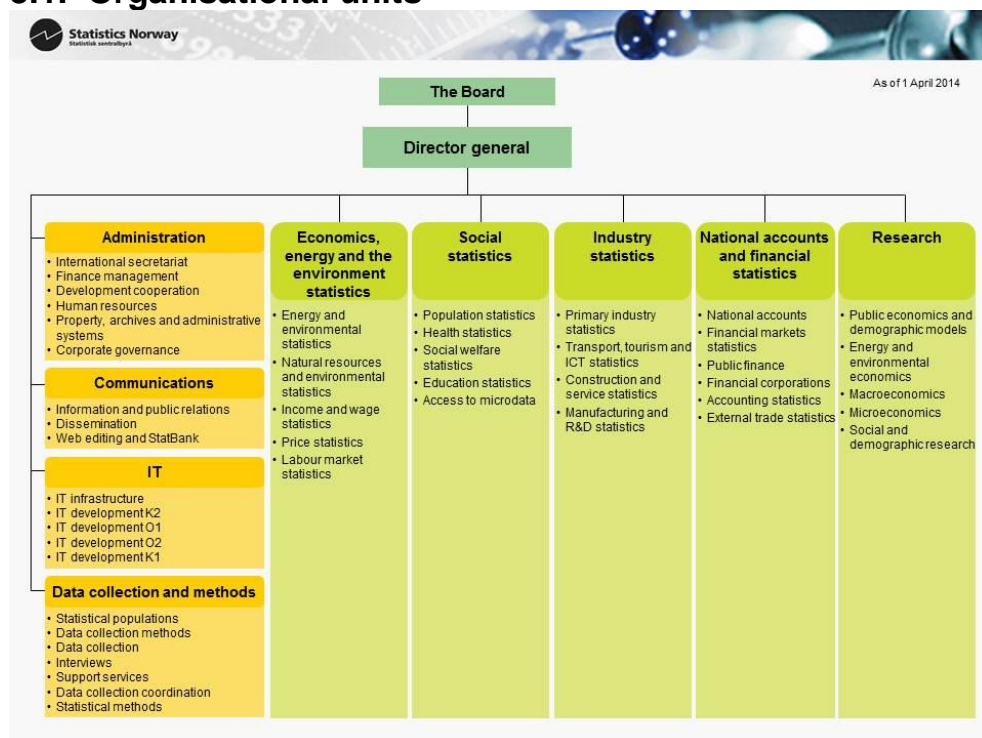 Organisational units
Statistics Norway
Statistisk sentralbyrå
As of 1 April 2014
The Board
Director general
Administration
• International secretariat
• Finance management
• Development cooperation
• Human resources
• Property, archives and administrative
systems
• Corporate governance
Communications
• Information and public relations
• Dissemination
• Web editing and StatBank
IT
• IT infrastructure
• IT development K2
• IT development O1
• IT development O2
• IT development K1
Data collection and methods
• Statistical populations
• Data collection methods
• Data collection
• Interviews
• Support services
• Data collection coordination
• Statistical methods
Economics,
energy and the
environment
statistics
• Energy and
environmental
statistics
• Natural resources
and environmental
statistics
• Income and wage
statistics
• Price statistics
• Labour market
statistics
Social
statistics
• Population statistics
• Health statistics
• Social welfare
statistics
• Education statistics
• Access to microdata
Industry
statistics
• Primary industry
statistics
• Transport, tourism and
ICT statistics
• Construction and
service statistics
• Manufacturing and
R&D statistics
National accounts
and financial
statistics
• National accounts
• Financial markets
statistics
• Public finance
• Financial corporations
• Accounting statistics
• External trade statistics
Research
• Public economics and
demographic models
• Energy and
environmental
economics
• Macroeconomics
• Microeconomics
• Social and
demographic research